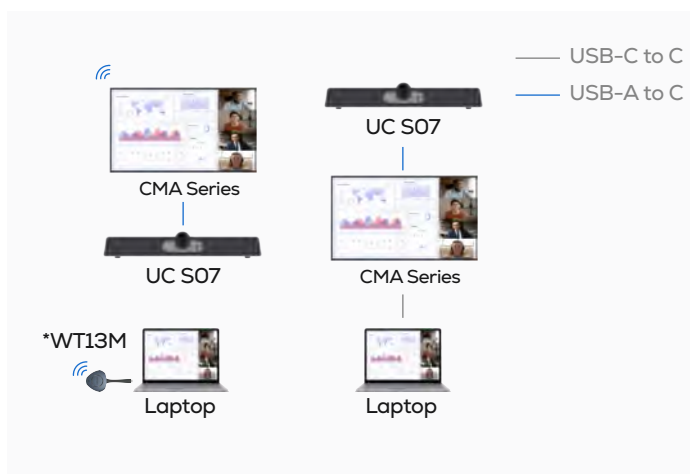 USB-C to C
USB-A to C
CMA Series
UC S07
*WT13M
Laptop
UC S07
CMA Series
Laptop